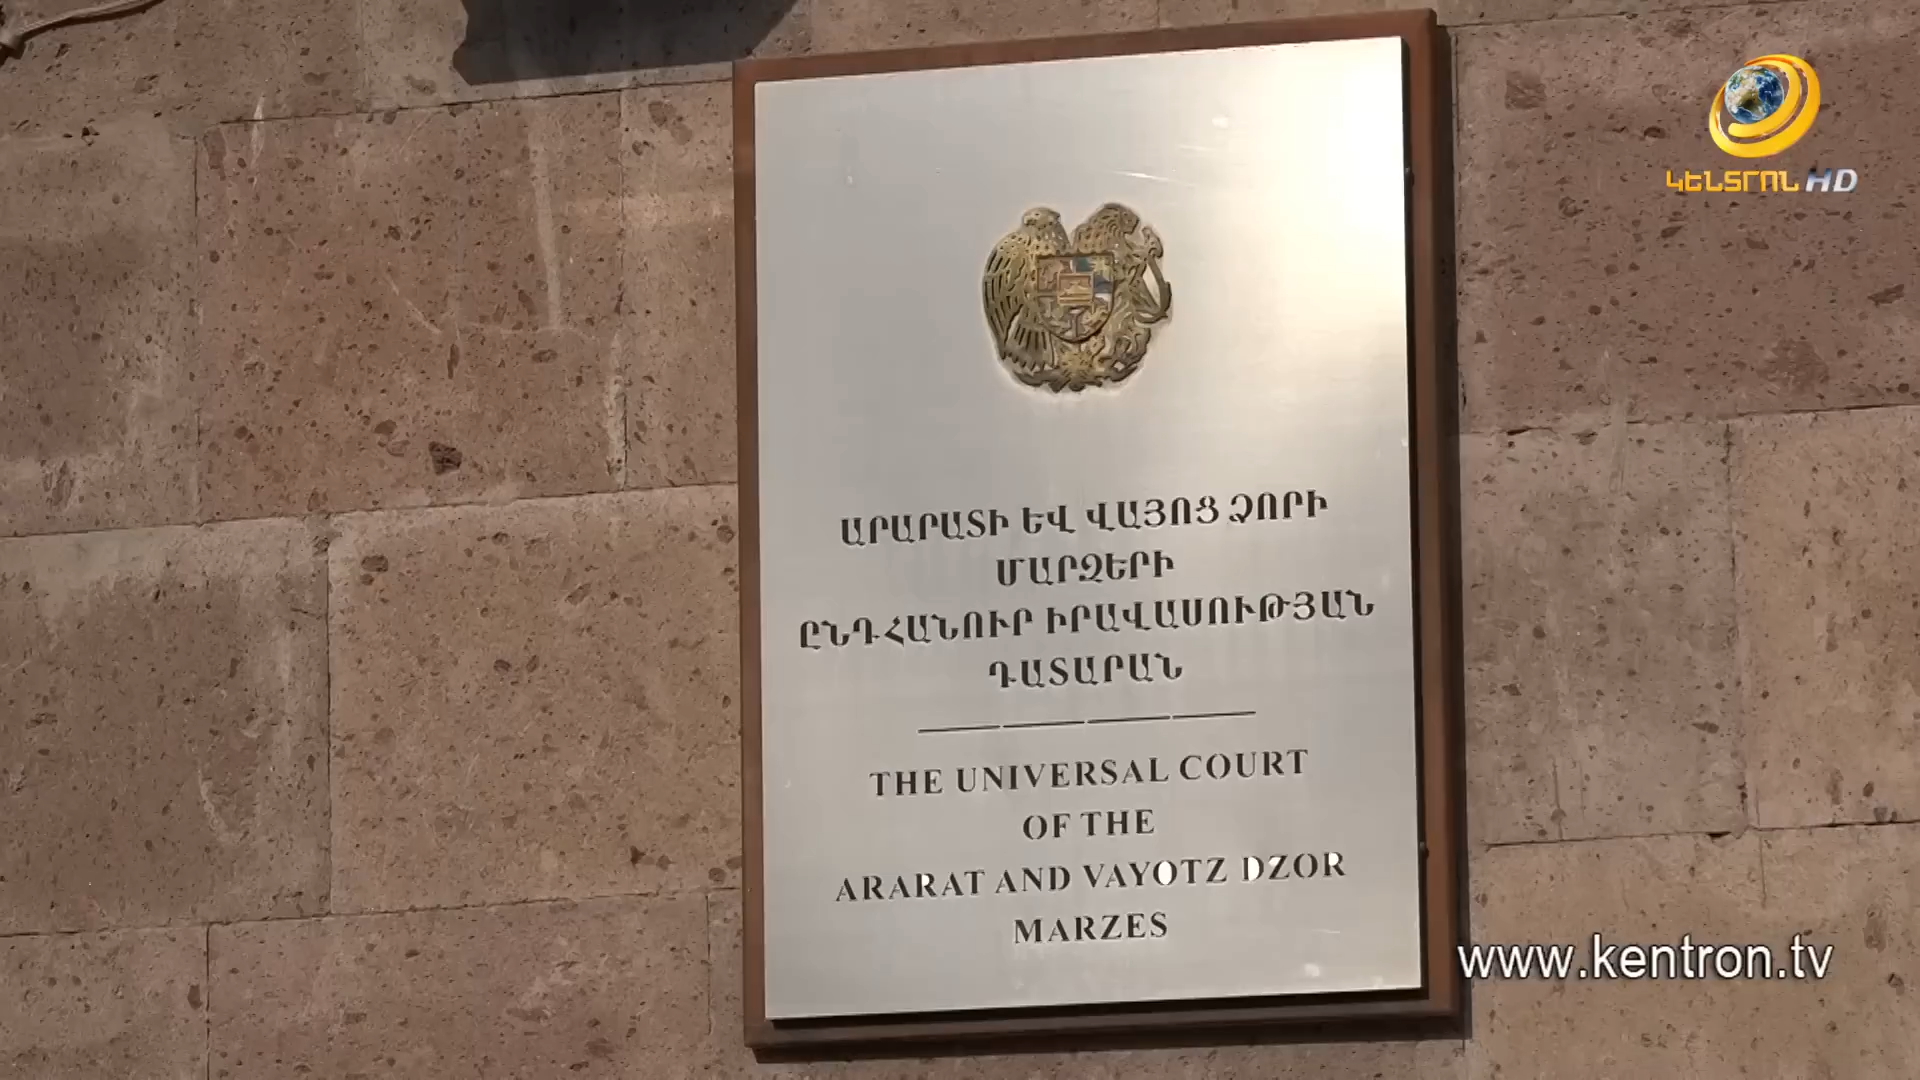 ԿԵՆՏՐՈՆ HD
ԱՐԱՐԱՏԻ ԵՎ ՎԱՅՈՑ ՁՈՐԻ
ՄԱՐԶԵՐԻ
ԸՆԴՀԱՆՈՒՐ ԻՐԱՎԱՍՈՒԹՅԱՆ
ԴԱՏԱՐԱՆ
THE UNIVERSAL COURT
OF THE
ARARAT AND VAYOTZ DZOR
MARZES
www.kentron.tv